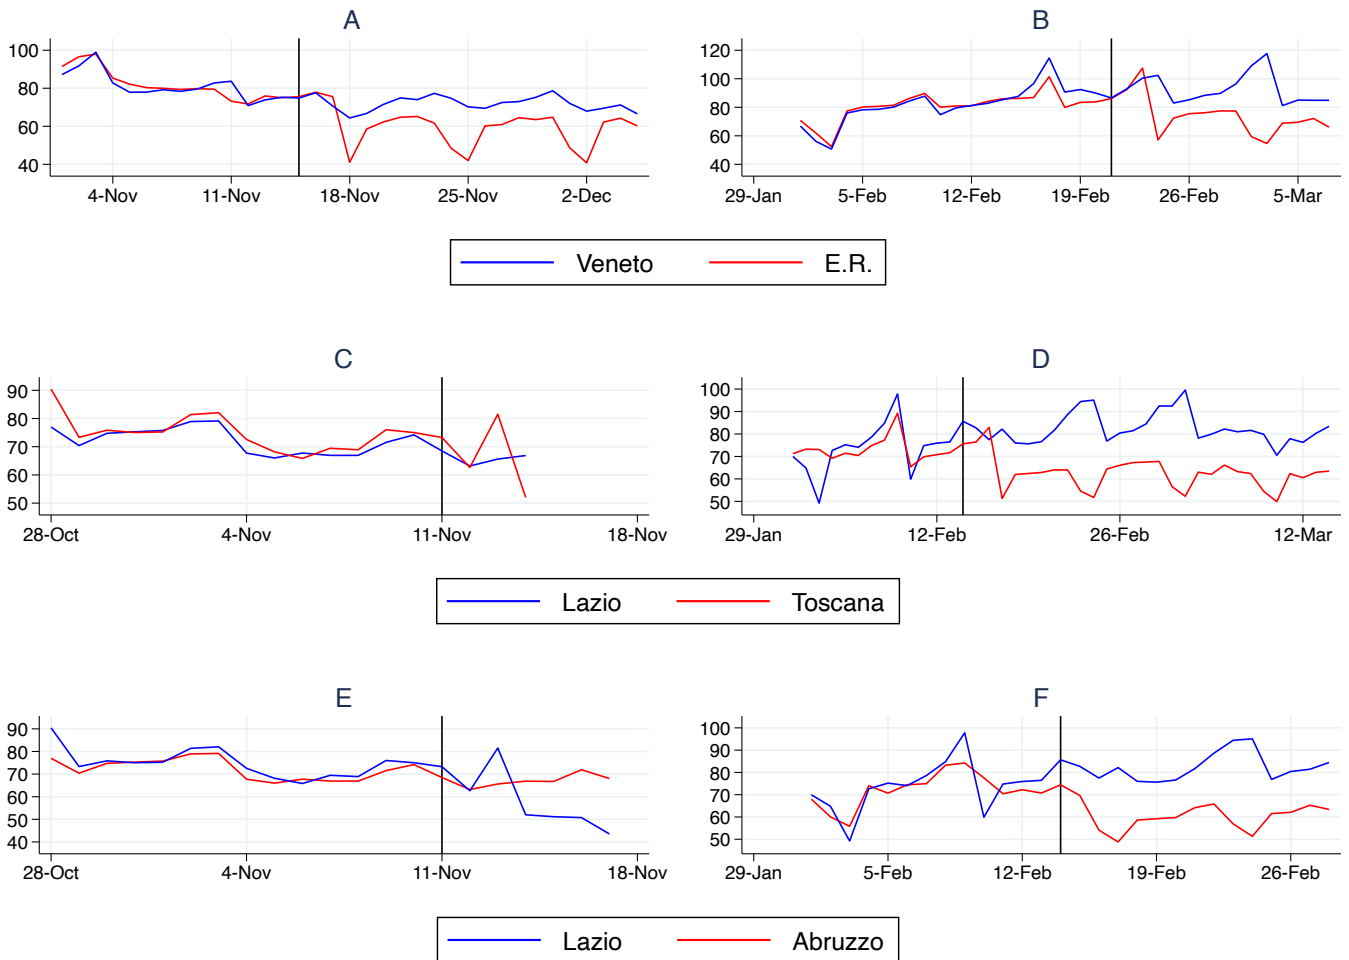 A B
100
80
60
40
4-Nov 11-Nov 18-Nov 25-Nov 2-Dec
120
100
80
60
40
29-Jan 5-Feb 12-Feb 19-Feb 26-Feb 5-Mar
Veneto E.R.
C D
90
80
70
60
50
28-Oct 4-Nov 11-Nov 18-Nov
100
90
80
70
60
50
29-Jan 12-Feb 26-Feb 12-Mar
Lazio Toscana
E F
90
80
70
60
50
40
28-Oct 4-Nov 11-Nov 18-Nov
100
90
80
70
60
50
29-Jan 5-Feb 12-Feb 19-Feb 26-Feb
Lazio Abruzzo